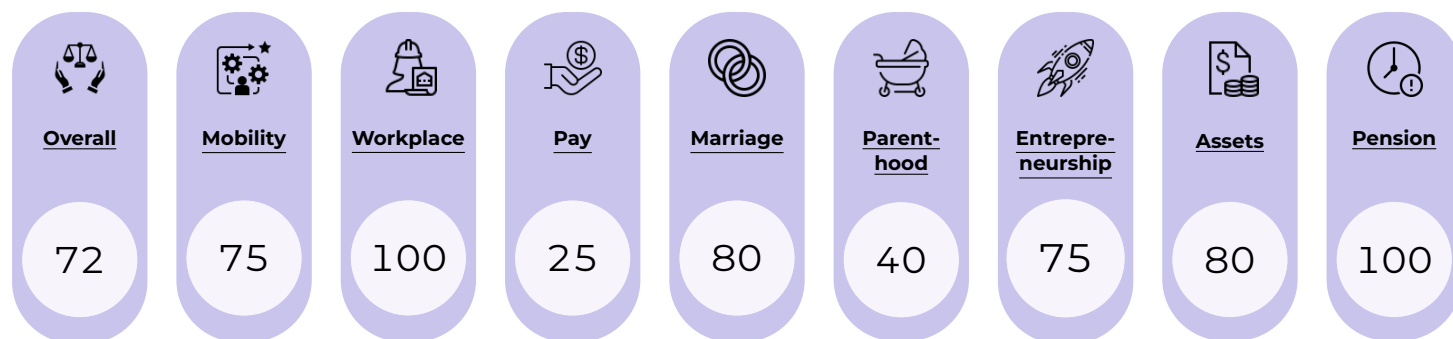 Overall
72
Mobility
75
Workplace
100
Pay
25
Marriage
80
Parent-
hood
40
Entrepre-
neurship
75
$
Assets
80
Pension
100